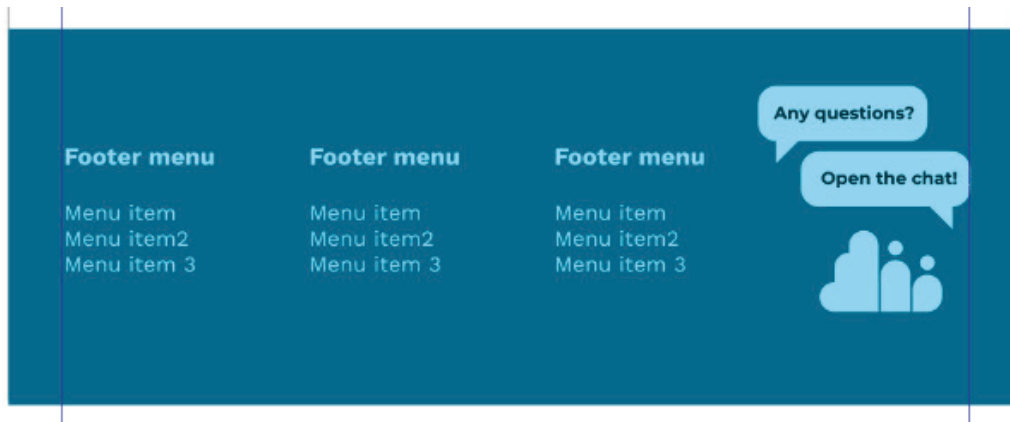 Any questions?
Open the chat!
Footer menu
Menu item
Menu item2
Menu item 3
Footer menu
Menu item
Menu item2
Menu item 3
Footer menu
Menu item
Menu item2
Menu item 3